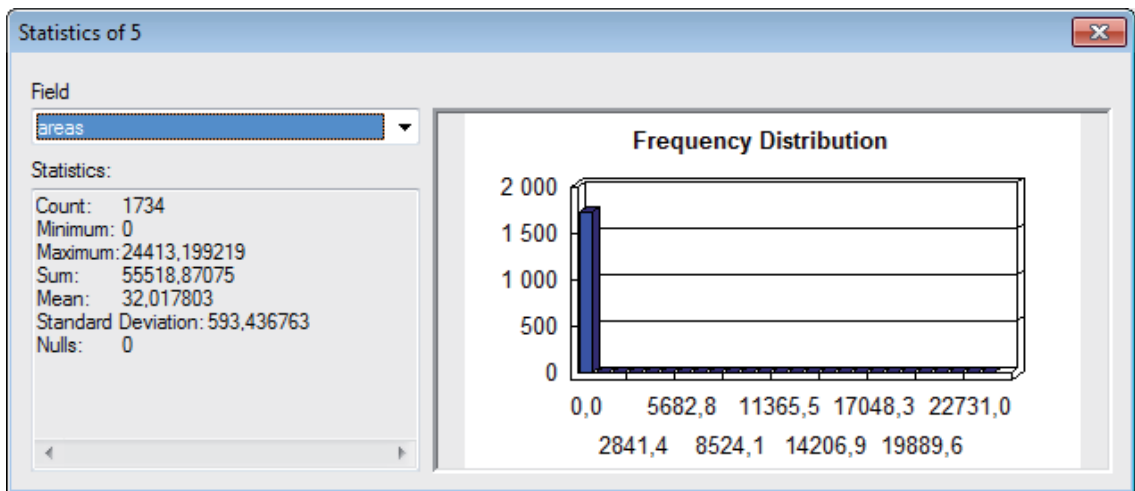 Statistics of 5
Field
areas
Statistics:
Count: 1734
Minimum: 0
Maximum: 24413,199219
Sum: 55518,87075
Mean: 32,017803
Standard Deviation: 593,436763
Nulls: 0
Frequency Distribution
2 000
1 500
1 000
500
0
0,0 5682,8 11365,5 17048,3 22731,0
2841,4 8524,1 14206,9 19889,6